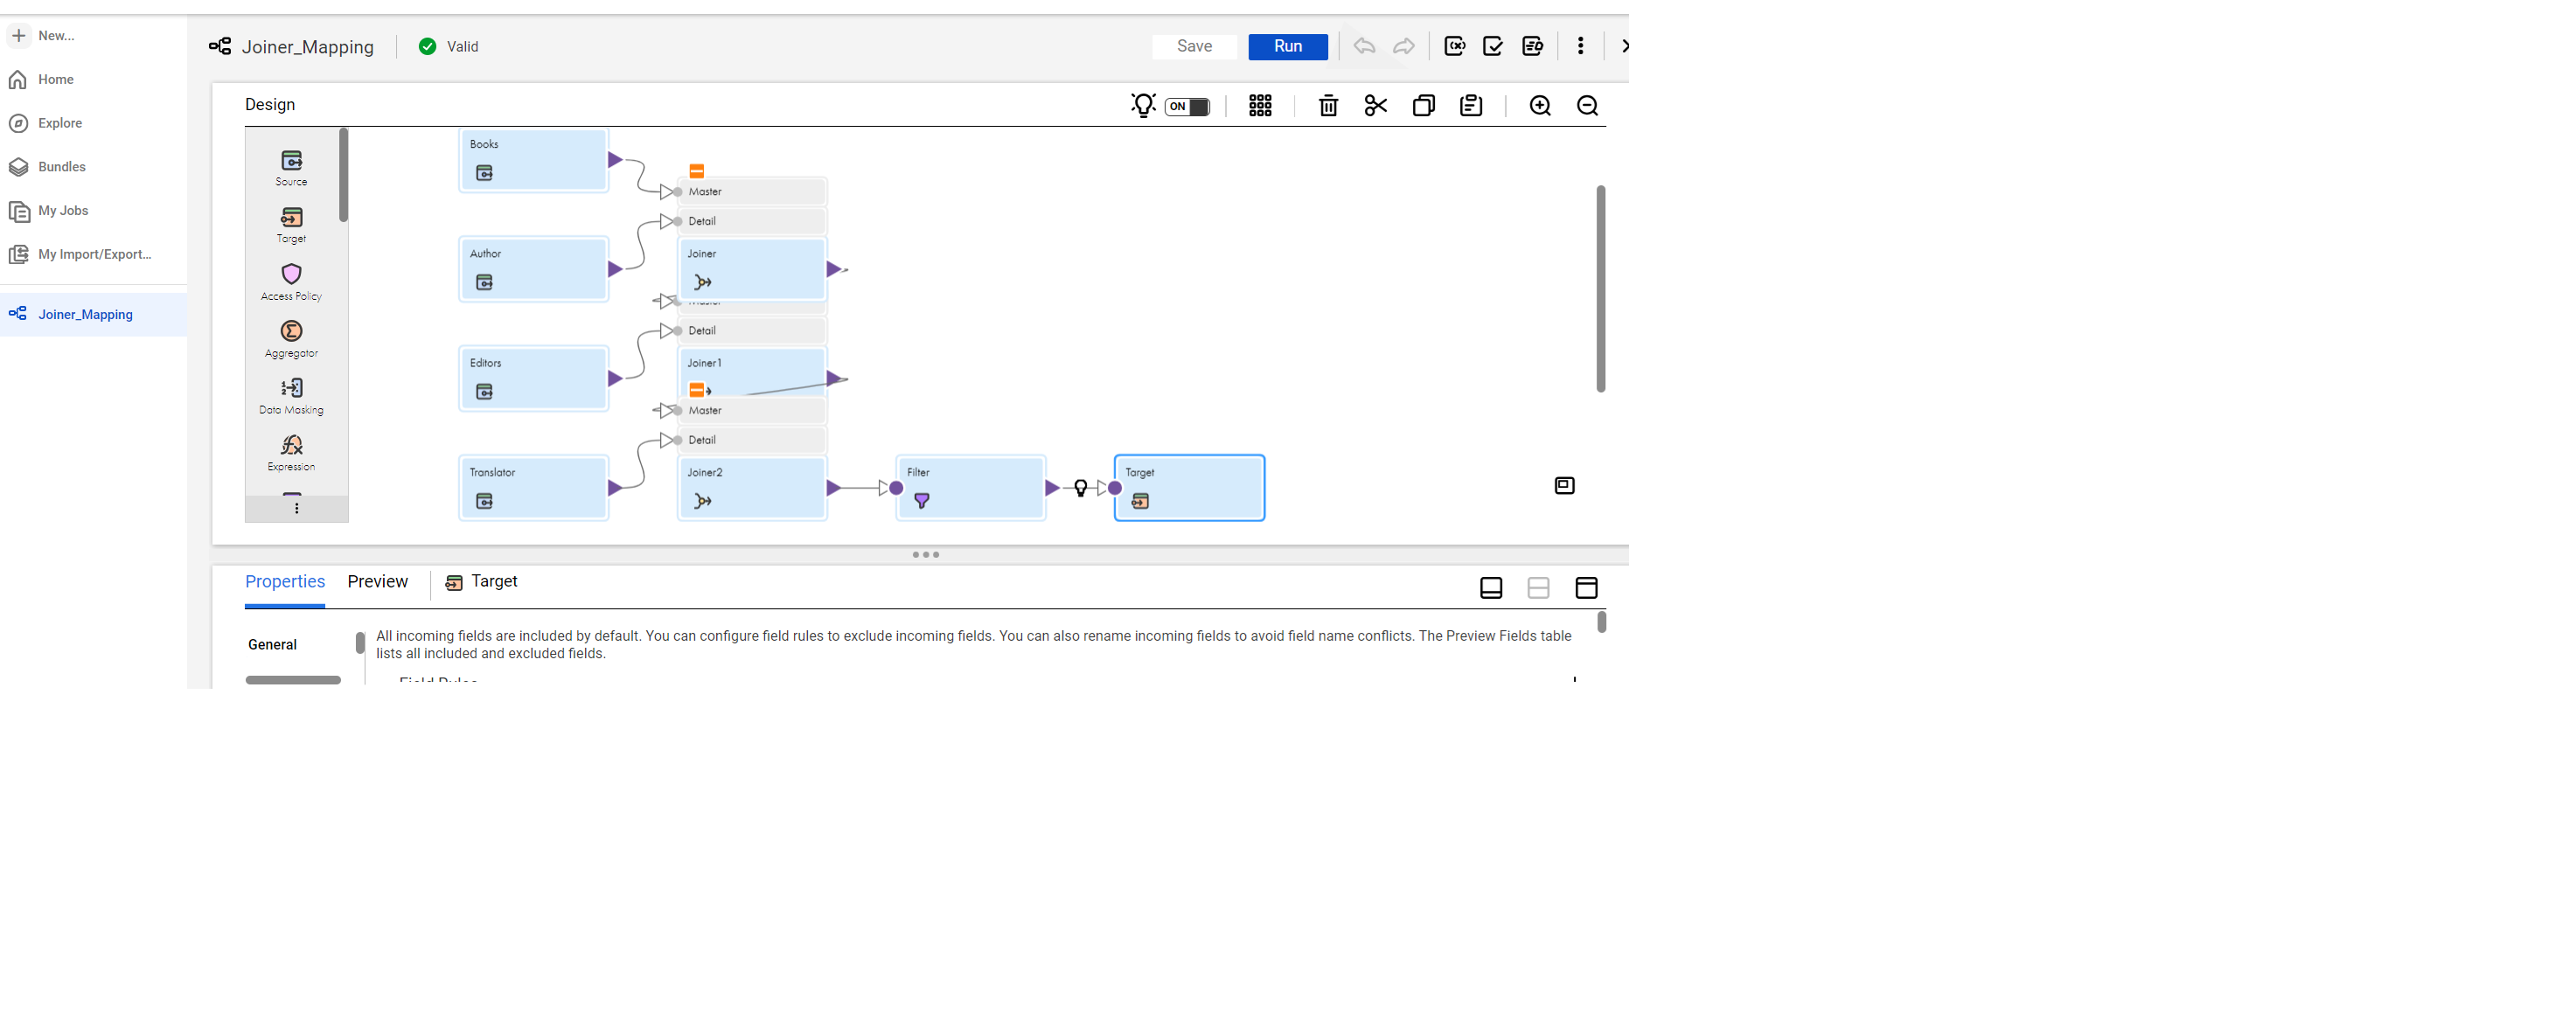 New...
Home
Explore
Bundles
My Jobs
My Import/Export...
Joiner_Mapping
Joiner_Mapping
Valid
Save
Run
Design
ON
Source
Target
Access Policy
Aggregator
Data Masking
Expression
Books
Master
Detail
Author
Joiner
Master
Detail
Editors
Joiner1
Master
Detail
Translator
Joiner2
Filter
Target
Properties
Preview
Target
General
All incoming fields are included by default. You can configure field rules to exclude incoming fields. You can also rename incoming fields to avoid field name conflicts. The Preview Fields table
lists all included and excluded fields.
Field Rules